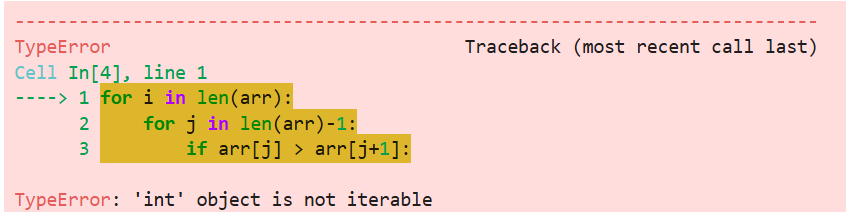 ---------------------------------------------------------------------------
TypeError                                 Traceback (most recent call last)
Cell In[4], line 1
----> 1 for i in len(arr):
      2     for j in len(arr)-1:
      3         if arr[j] > arr[j+1]:
TypeError: 'int' object is not iterable